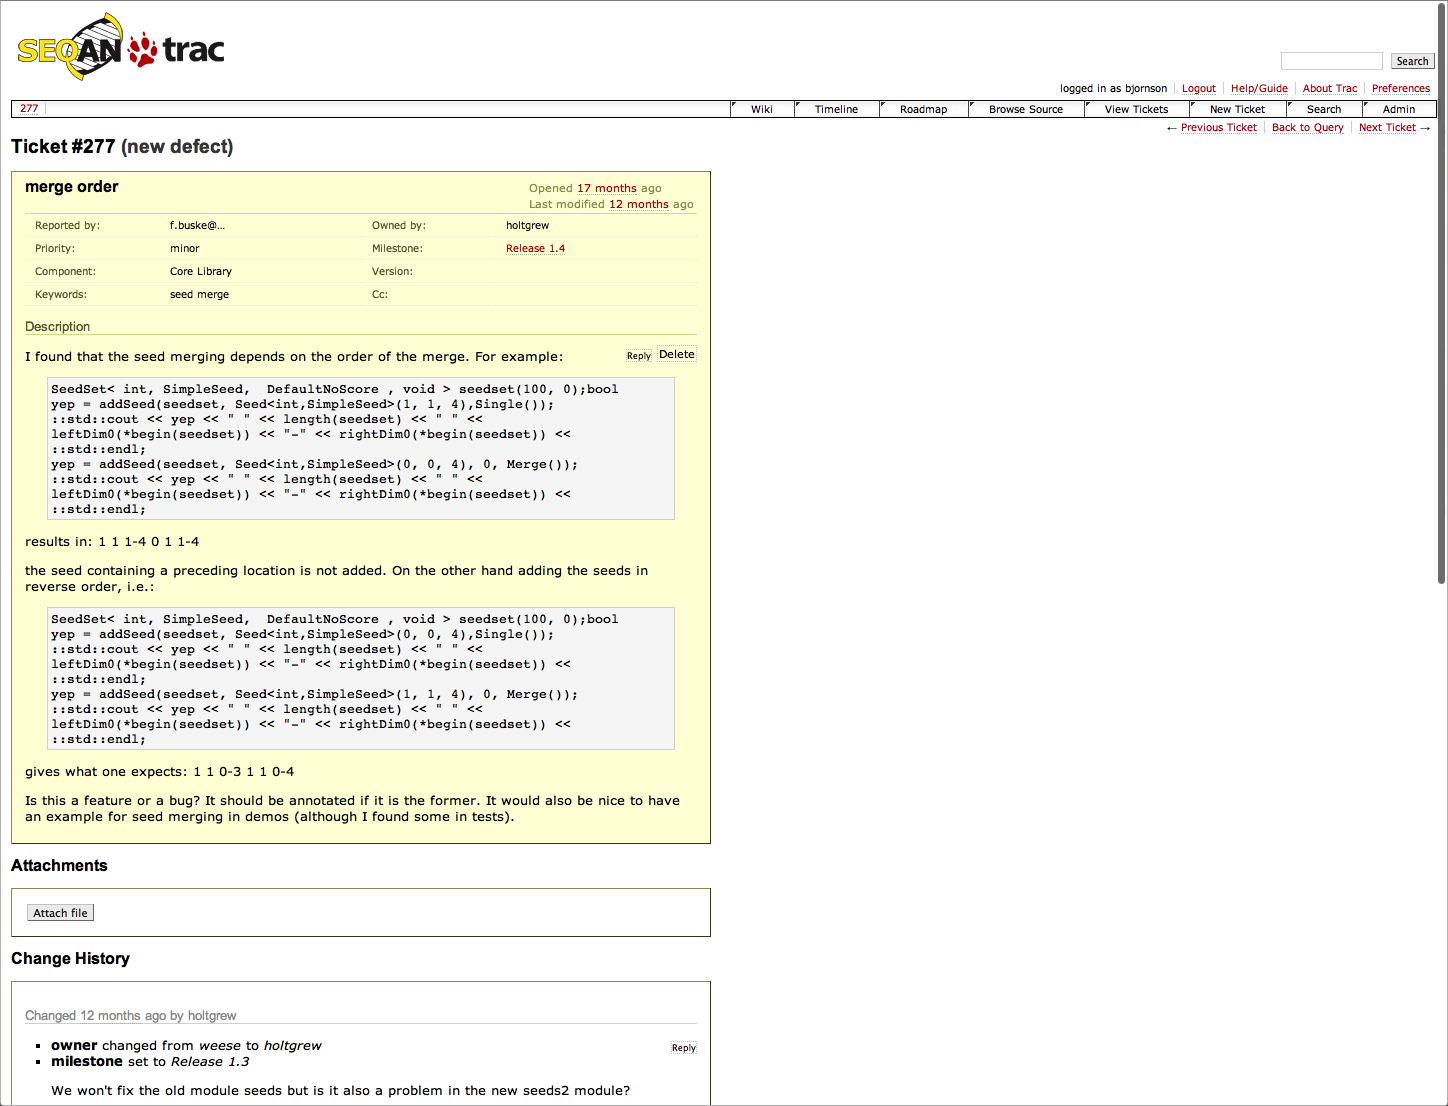 SEQAN trac
Search
logged in as bjornson Logout Help/Guide About Trac Preferences
277 Wiki Timeline Roadmap Browse Source View Tickets New Ticket Search Admin
← Previous Ticket Back to Query Next Ticket →
Ticket #277 (new defect)
merge order
Opened 17 months ago
Last modified 12 months ago
Reported by: f.buske@... Owned by: holtgrew
Priority: minor Milestone: Release 1.4
Component: Core Library Version:
Keywords: seed merge Cc:
Description
I found that the seed merging depends on the order of the merge. For example: Reply Delete
SeedSet< int, SimpleSeed,  DefaultNoScore , void > seedset(100, 0);bool
yep = addSeed(seedset, Seed<int,SimpleSeed>(1, 1, 4),Single());
::std::cout << yep << " " << length(seedset) << " " <<
leftDim0(*begin(seedset)) << "-" << rightDim0(*begin(seedset)) <<
::std::endl;
yep = addSeed(seedset, Seed<int,SimpleSeed>(0, 0, 4), 0, Merge());
::std::cout << yep << " " << length(seedset) << " " <<
leftDim0(*begin(seedset)) << "-" << rightDim0(*begin(seedset)) <<
::std::endl;
results in: 1 1 1-4 0 1 1-4
the seed containing a preceding location is not added. On the other hand adding the seeds in
reverse order, i.e.:
SeedSet< int, SimpleSeed,  DefaultNoScore , void > seedset(100, 0);bool
yep = addSeed(seedset, Seed<int,SimpleSeed>(0, 0, 4),Single());
::std::cout << yep << " " << length(seedset) << " " <<
leftDim0(*begin(seedset)) << "-" << rightDim0(*begin(seedset)) <<
::std::endl;
yep = addSeed(seedset, Seed<int,SimpleSeed>(1, 1, 4), 0, Merge());
::std::cout << yep << " " << length(seedset) << " " <<
leftDim0(*begin(seedset)) << "-" << rightDim0(*begin(seedset)) <<
::std::endl;
gives what one expects: 1 1 0-3 1 1 0-4
Is this a feature or a bug? It should be annotated if it is the former. It would also be nice to have
an example for seed merging in demos (although I found some in tests).
Attachments
Attach file
Change History
Changed 12 months ago by holtgrew
▪ owner changed from weese to holtgrew Reply
▪ milestone set to Release 1.3
We won't fix the old module seeds but is it also a problem in the new seeds2 module?